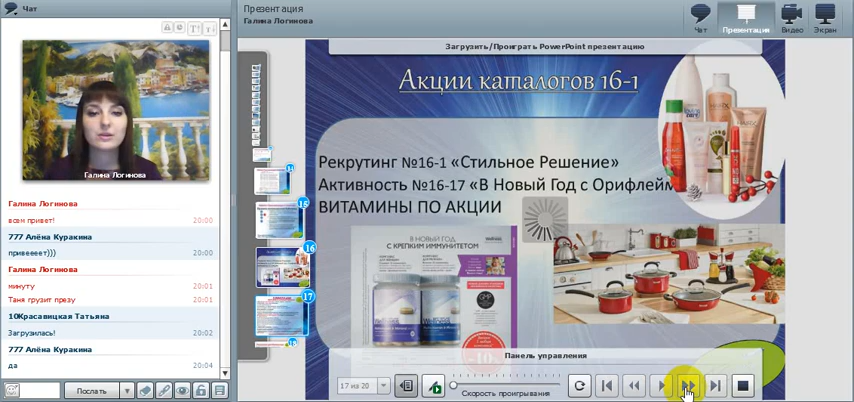 Чат
Галина Логинова
Галина Логинова
всем привет! 20:00
777 Алёна Куракина
привеееет))) 20:00
Галина Логинова
минуту 20:01
Таня грузит презу 20:01
10Красавицкая Татьяна
Загрузилась! 20:02
777 Алёна Куракина
да 20:04
Послать
Презентация
Галина Логинова
Чат
Презентация
Видео
Экран
Загрузить/Проиграть PowerPoint презентацию
15
16
17
Акции каталогов 16-1
Рекрутинг №16-1 «Стильное Решение»
Активность №16-17 «В Новый Год с Орифлейм
ВИТАМИНЫ ПО АКЦИИ
В НОВЫЙ ГОД
С КРЕПКИМ ИММУНИТЕТОМ
Панель управления
17 из 20
Скорость проигрывания